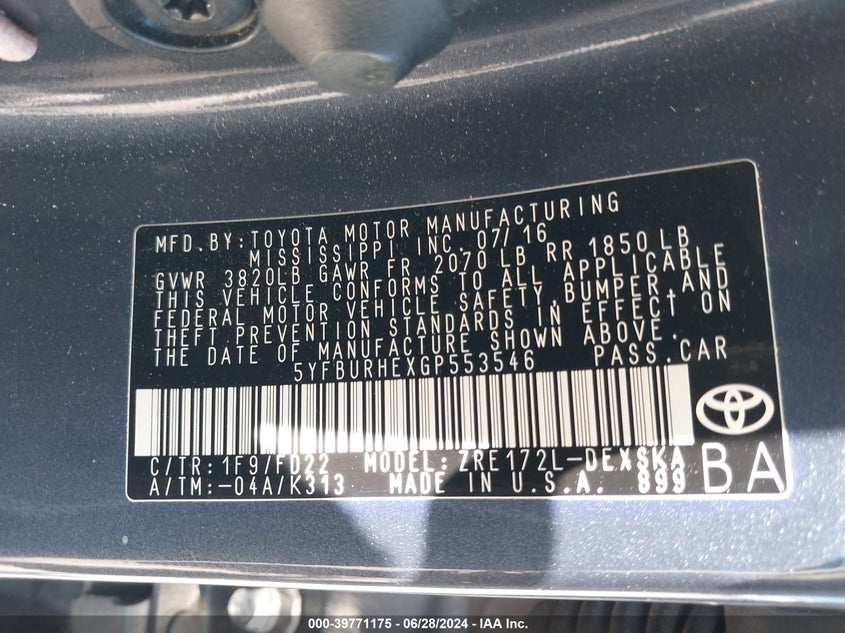 MFD. BY: TOYOTA MOTOR MANUFACTURING
MISSISSIPPI INC. 07/16
GVWR 3820LB GAWR FR 2070 LB RR 1850 LB
THIS VEHICLE CONFORMS TO ALL APPLICABLE
FEDERAL MOTOR VEHICLE SAFETY, BUMPER, AND
THEFT PREVENTION STANDARDS IN EFFECT ON
THE DATE OF MANUFACTURE SHOWN ABOVE.
5YFBURHEXGP553546 PASS. CAR
C/TR: 1F9/FD22 MODEL: ZRE172L-DEXSKA
A/TM: -04A/K313 MADE IN U.S.A. 899
BA
000-39771175 / 06/28/2024 - IAA Inc.